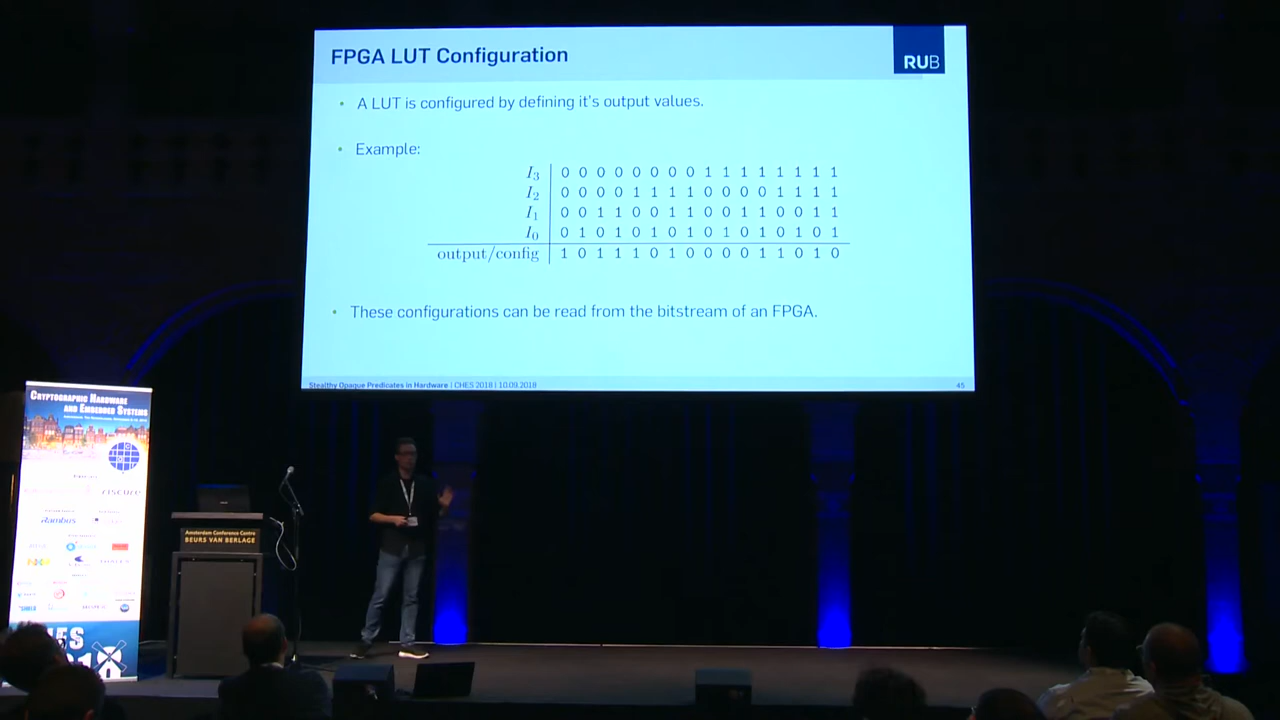 FPGA LUT Configuration
RUB
• A LUT is configured by defining it's output values.
• Example:
I3 0 0 0 0 0 0 0 0 1 1 1 1 1 1 1 1
I2 0 0 0 0 1 1 1 1 0 0 0 0 1 1 1 1
I1 0 0 1 1 0 0 1 1 0 0 1 1 0 0 1 1
I0 0 1 0 1 0 1 0 1 0 1 0 1 0 1 0 1
output/config 1 0 1 1 1 0 1 0 0 0 0 1 1 0 1 0
• These configurations can be read from the bitstream of an FPGA.
Stealthy Opaque Predicates in Hardware | CHES 2018 | 10.09.2018
45
Cryptographic Hardware
and Embedded Systems
riscure
Rambus
Amsterdam Conference Centre
BEURS VAN BERLAGE